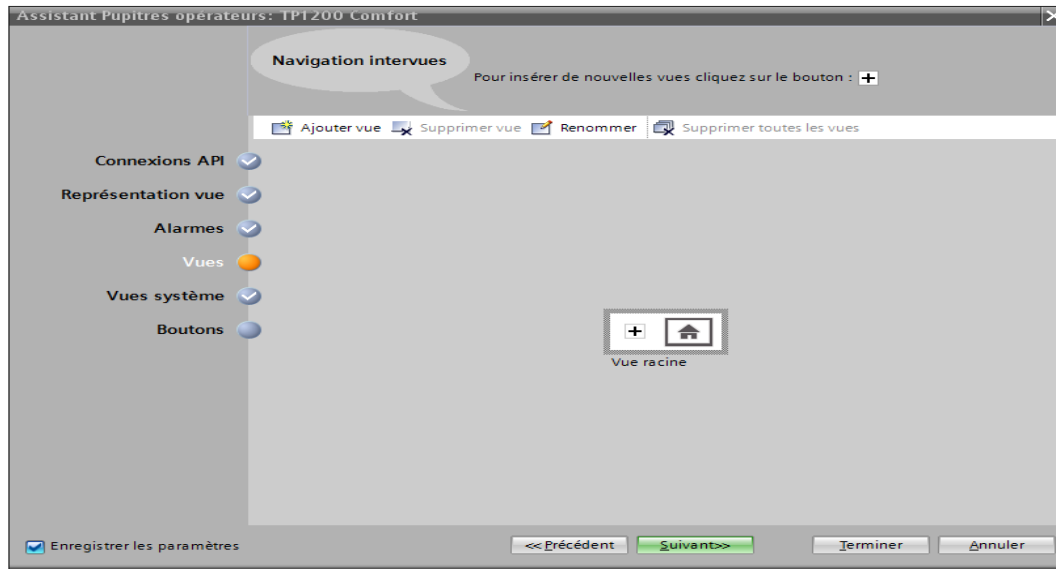 Assistant Pupitres opérateurs: TP1200 Comfort
Navigation intervues
Pour insérer de nouvelles vues cliquez sur le bouton :
Ajouter vue Supprimer vue Renommer Supprimer toutes les vues
Connexions API
Représentation vue
Alarmes
Vues
Vues système
Boutons
Vue racine
Enregistrer les paramètres
<<Précédent Suivant>> Terminer Annuler